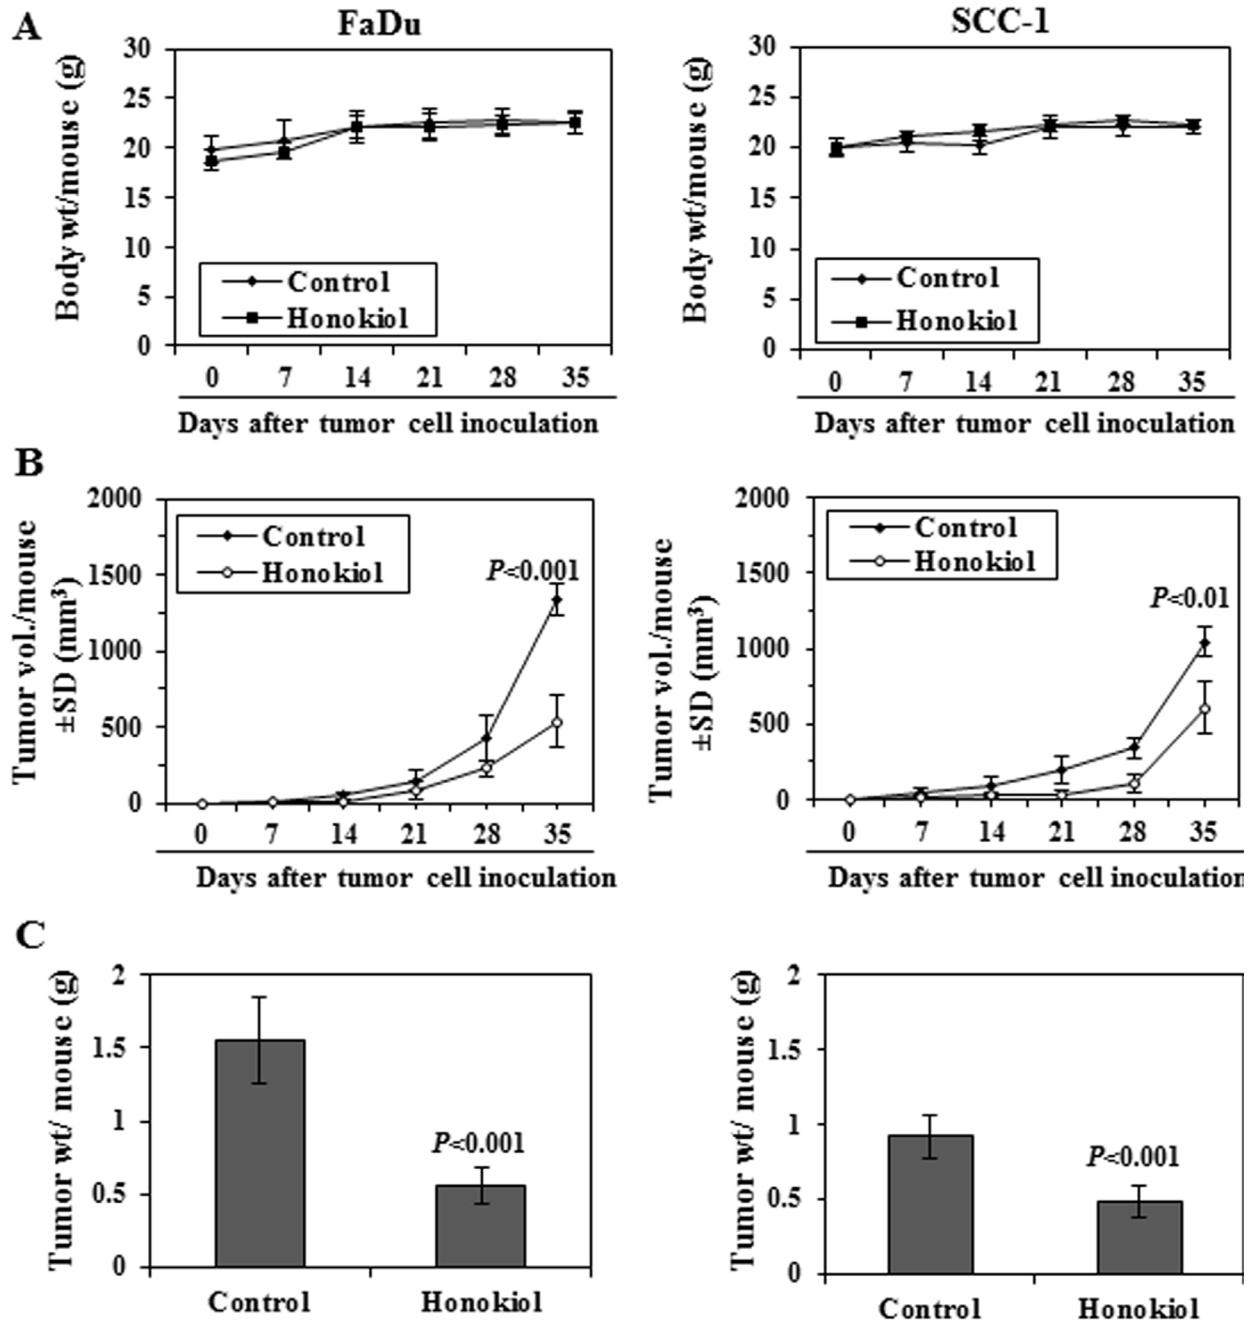 A
FaDu
SCC-1
Body wt/mouse (g)
30
25
20
15
10
5
0
Control
Honokiol
0 7 14 21 28 35
Days after tumor cell inoculation
Body wt/mouse (g)
30
25
20
15
10
5
0
Control
Honokiol
0 7 14 21 28 35
Days after tumor cell inoculation
B
Tumor vol./mouse
±SD (mm³)
2000
1500
1000
500
0
Control
Honokiol
P<0.001
0 7 14 21 28 35
Days after tumor cell inoculation
Tumor vol./mouse
±SD (mm³)
2000
1500
1000
500
0
Control
Honokiol
P<0.01
0 7 14 21 28 35
Days after tumor cell inoculation
C
Tumor wt/ mouse (g)
2
1.5
1
0.5
0
P<0.001
Control Honokiol
Tumor wt/ mouse (g)
2
1.5
1
0.5
0
P<0.001
Control Honokiol